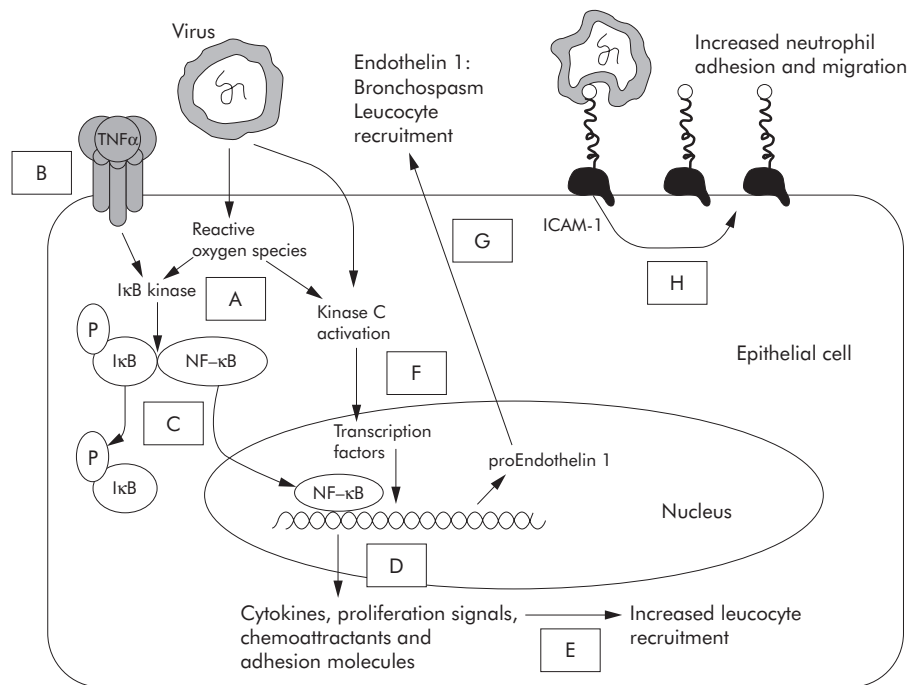 Virus
TNFα
B
Endothelin 1:
Bronchospasm
Leucocyte
recruitment
Increased neutrophil
adhesion and migration
Reactive
oxygen species
ICAM-1
G
H
IκB kinase
A
Kinase C
activation
P
IκB
NF–κB
Epithelial cell
F
C
Transcription
factors
P
IκB
proEndothelin 1
NF–κB
Nucleus
D
Cytokines, proliferation signals,
chemoattractants and
adhesion molecules
E
Increased leucocyte
recruitment